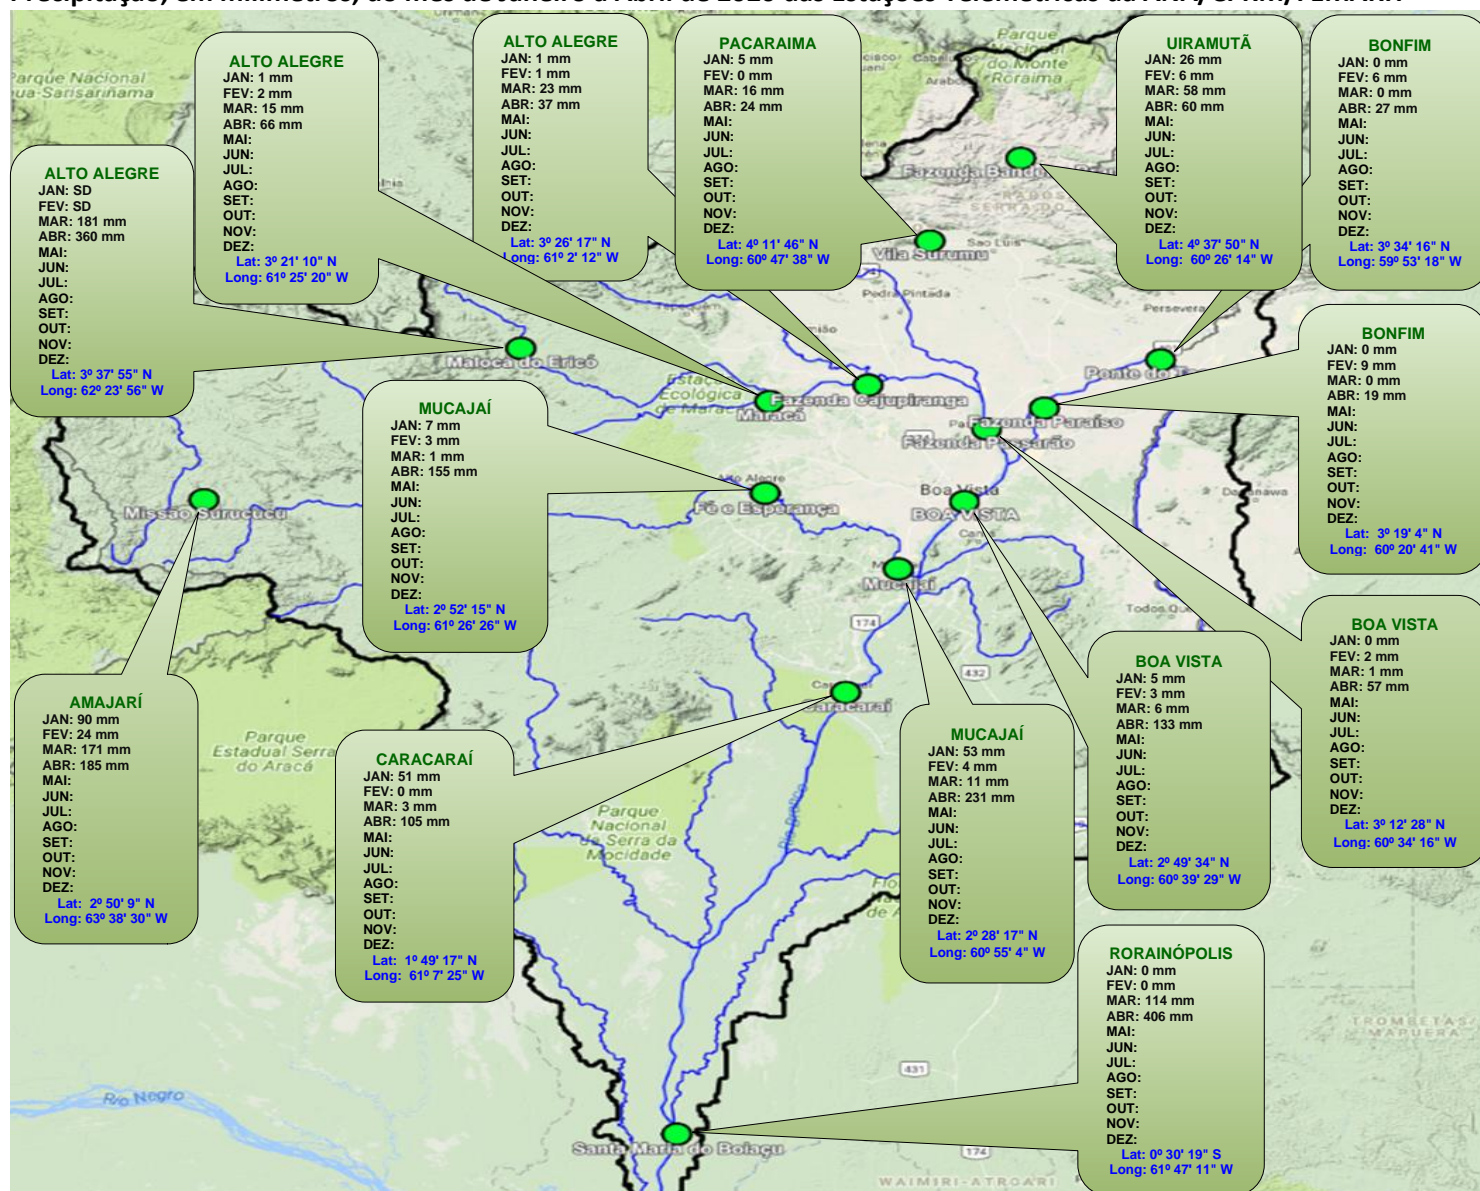 ALTO ALEGRE
JAN: SD
FEV: SD
MAR: 181 mm
ABR: 360 mm
MAI:
JUN:
JUL:
AGO:
SET:
OUT:
NOV:
DEZ:
Lat: 3º 37' 55" N
Long: 62º 23' 56" W
ALTO ALEGRE
JAN: 1 mm
FEV: 2 mm
MAR: 15 mm
ABR: 66 mm
MAI:
JUN:
JUL:
AGO:
SET:
OUT:
NOV:
DEZ:
Lat: 3º 21' 10" N
Long: 61º 25' 20" W
ALTO ALEGRE
JAN: 1 mm
FEV: 1 mm
MAR: 23 mm
ABR: 37 mm
MAI:
JUN:
JUL:
AGO:
SET:
OUT:
NOV:
DEZ:
Lat: 3º 26' 17" N
Long: 61º 2' 12" W
PACARAIMA
JAN: 5 mm
FEV: 0 mm
MAR: 16 mm
ABR: 24 mm
MAI:
JUN:
JUL:
AGO:
SET:
OUT:
NOV:
DEZ:
Lat: 4º 11' 46" N
Long: 60º 47' 38" W
UIRAMUTÃ
JAN: 26 mm
FEV: 6 mm
MAR: 58 mm
ABR: 60 mm
MAI:
JUN:
JUL:
AGO:
SET:
OUT:
NOV:
DEZ:
Lat: 4º 37' 50" N
Long: 60º 26' 14" W
BONFIM
JAN: 0 mm
FEV: 6 mm
MAR: 0 mm
ABR: 27 mm
MAI:
JUN:
JUL:
AGO:
SET:
OUT:
NOV:
DEZ:
Lat: 3º 34' 16" N
Long: 59º 53' 18" W
BONFIM
JAN: 0 mm
FEV: 9 mm
MAR: 0 mm
ABR: 19 mm
MAI:
JUN:
JUL:
AGO:
SET:
OUT:
NOV:
DEZ:
Lat: 3º 19' 4" N
Long: 60º 20' 41" W
MUCAJAÍ
JAN: 7 mm
FEV: 3 mm
MAR: 1 mm
ABR: 155 mm
MAI:
JUN:
JUL:
AGO:
SET:
OUT:
NOV:
DEZ:
Lat: 2º 52' 15" N
Long: 61º 26' 26" W
AMAJARÍ
JAN: 90 mm
FEV: 24 mm
MAR: 171 mm
ABR: 185 mm
MAI:
JUN:
JUL:
AGO:
SET:
OUT:
NOV:
DEZ:
Lat: 2º 50' 9" N
Long: 63º 38' 30" W
CARACARAÍ
JAN: 51 mm
FEV: 0 mm
MAR: 3 mm
ABR: 105 mm
MAI:
JUN:
JUL:
AGO:
SET:
OUT:
NOV:
DEZ:
Lat: 1º 49' 17" N
Long: 61º 7' 25" W
MUCAJAÍ
JAN: 53 mm
FEV: 4 mm
MAR: 11 mm
ABR: 231 mm
MAI:
JUN:
JUL:
AGO:
SET:
OUT:
NOV:
DEZ:
Lat: 2º 28' 17" N
Long: 60º 55' 4" W
BOA VISTA
JAN: 5 mm
FEV: 3 mm
MAR: 6 mm
ABR: 133 mm
MAI:
JUN:
JUL:
AGO:
SET:
OUT:
NOV:
DEZ:
Lat: 2º 49' 34" N
Long: 60º 39' 29" W
BOA VISTA
JAN: 0 mm
FEV: 2 mm
MAR: 1 mm
ABR: 57 mm
MAI:
JUN:
JUL:
AGO:
SET:
OUT:
NOV:
DEZ:
Lat: 3º 12' 28" N
Long: 60º 34' 16" W
RORAINÓPOLIS
JAN: 0 mm
FEV: 0 mm
MAR: 114 mm
ABR: 406 mm
MAI:
JUN:
JUL:
AGO:
SET:
OUT:
NOV:
DEZ:
Lat: 0º 30' 19" S
Long: 61º 47' 11" W
Parque Nacional
Parque
do Monte
Roraima
Vila Surumu
Sao Luis
Pedra Pintada
Maloca do Ericó
Ecológica
Maracá
Fazenda Cajupiranga
Fazenda Paraiso
Fazenda Passarão
Missão Surucucu
Fé e Esperança
Boa Vista
BOA VISTA
Mucajaí
174
432
Caracaraí
Parque
Estadual Serra
do Aracá
Parque
Nacional
da Serra da
Mocidade
Rio Branco
Rio Negro
Santa Maria do Boiaçu
431
174
TROMBETAS/
MAPUERA
WAIMIRI-ATROARI